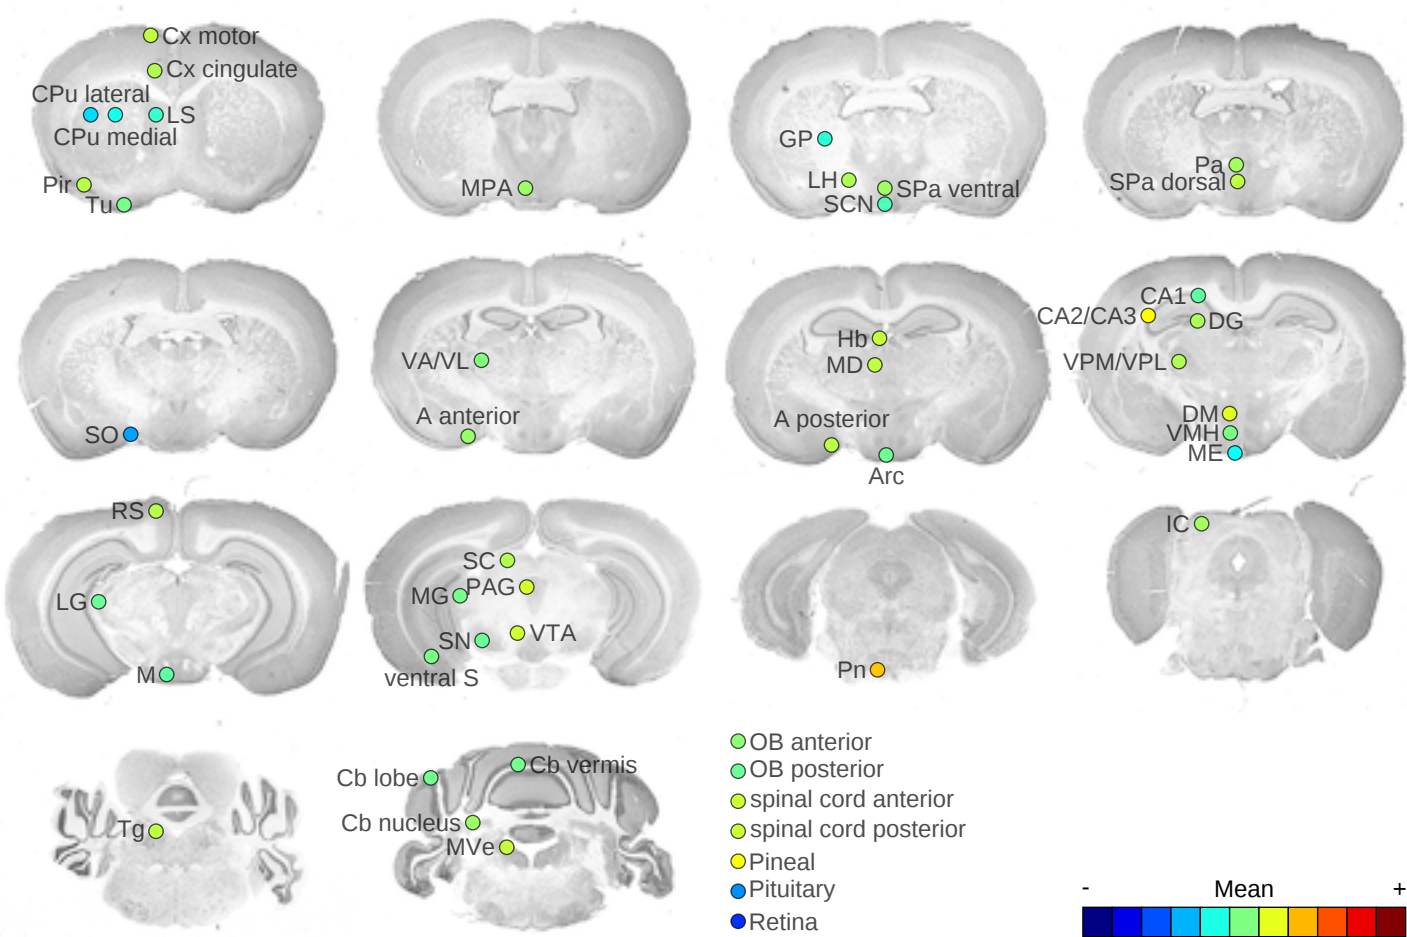 Cx motor
Cx cingulate
CPu lateral
LS
CPu medial
Pir
Tu
MPA
GP
LH
SPa ventral
SCN
Pa
SPa dorsal
SO
VA/VL
A anterior
Hb
MD
A posterior
Arc
CA1
CA2/CA3
DG
VPM/VPL
DM
VMH
ME
RS
LG
M
SC
PAG
MG
SN
VTA
ventral S
Pn
IC
Tg
Cb lobe
Cb vermis
Cb nucleus
MVe
OB anterior
OB posterior
spinal cord anterior
spinal cord posterior
Pineal
Pituitary
Retina
- Mean +